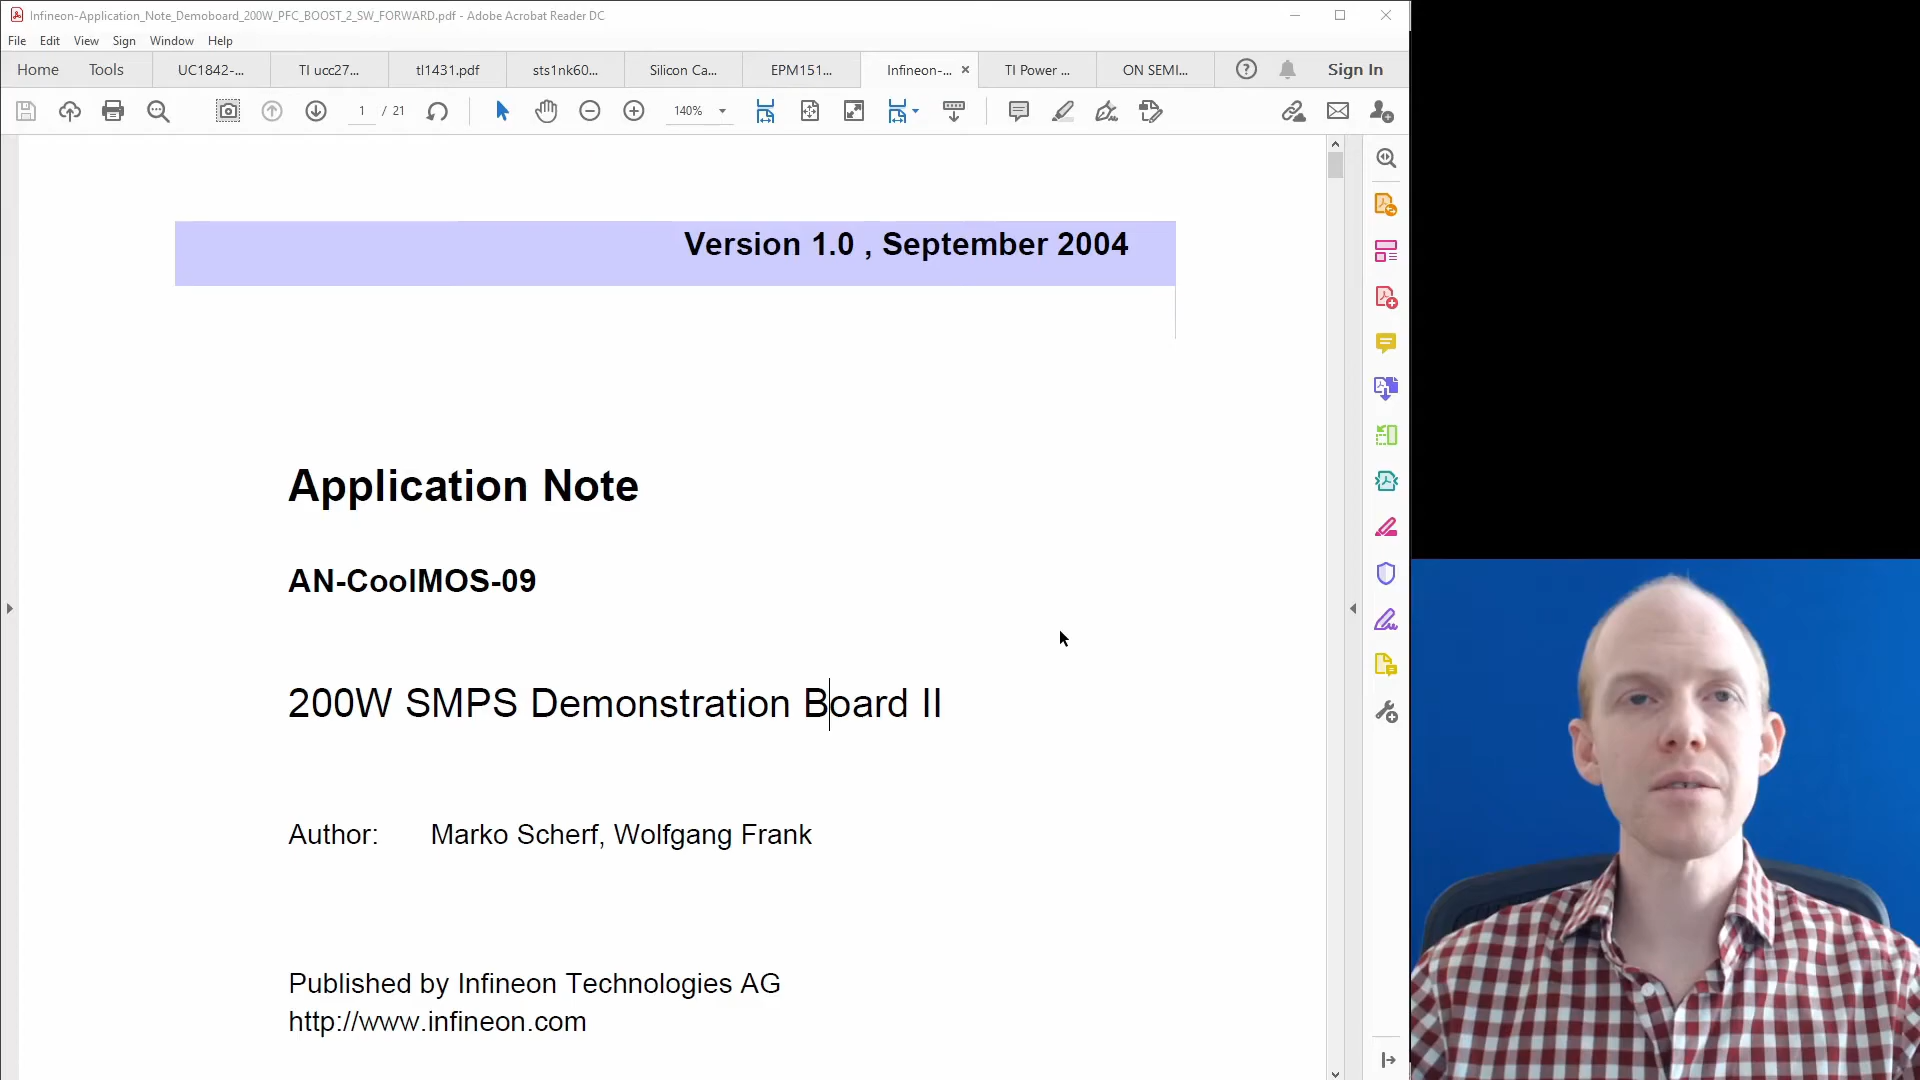 Infineon-Application_Note_Demoboard_200W_PFC_BOOST_2_SW_FORWARD.pdf - Adobe Acrobat Reader DC
File Edit View Sign Window Help
Home Tools UC1842-... TI ucc27... tl1431.pdf sts1nk60... Silicon Ca... EPM151... Infineon-... × TI Power ... ON SEMI... Sign In
1 / 21 140%
Version 1.0 , September 2004
Application Note
AN-CoolMOS-09
200W SMPS Demonstration Board II
Author: Marko Scherf, Wolfgang Frank
Published by Infineon Technologies AG
http://www.infineon.com